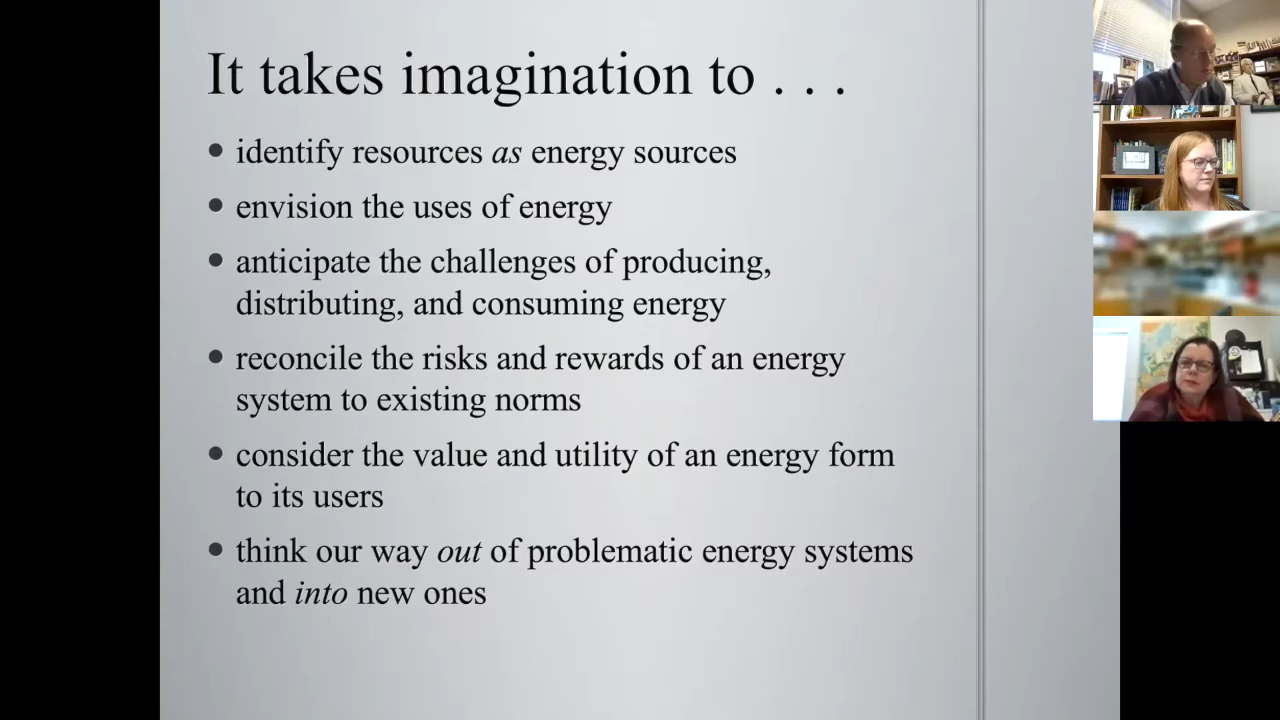 It takes imagination to . . .
• identify resources as energy sources
• envision the uses of energy
• anticipate the challenges of producing,
distributing, and consuming energy
• reconcile the risks and rewards of an energy
system to existing norms
• consider the value and utility of an energy form
to its users
• think our way out of problematic energy systems
and into new ones